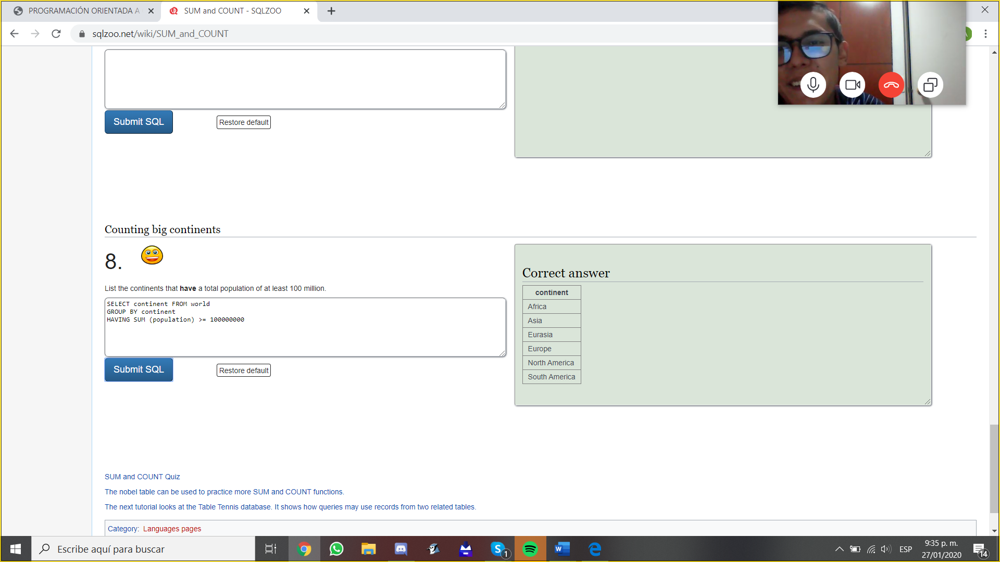 PROGRAMACIÓN ORIENTADA A
SUM and COUNT - SQLZOO
sqlzoo.net/wiki/SUM_and_COUNT
Submit SQL
Restore default
Counting big continents
8.
List the continents that have a total population of at least 100 million.
SELECT continent FROM world
GROUP BY continent
HAVING SUM (population) >= 100000000
Submit SQL
Restore default
Correct answer
continent
Africa
Asia
Eurasia
Europe
North America
South America
SUM and COUNT Quiz
The nobel table can be used to practice more SUM and COUNT functions.
The next tutorial looks at the Table Tennis database. It shows how queries may use records from two related tables.
Category: Languages pages
Escribe aquí para buscar
S
1
W
ESP
9:35 p. m.
27/01/2020
14